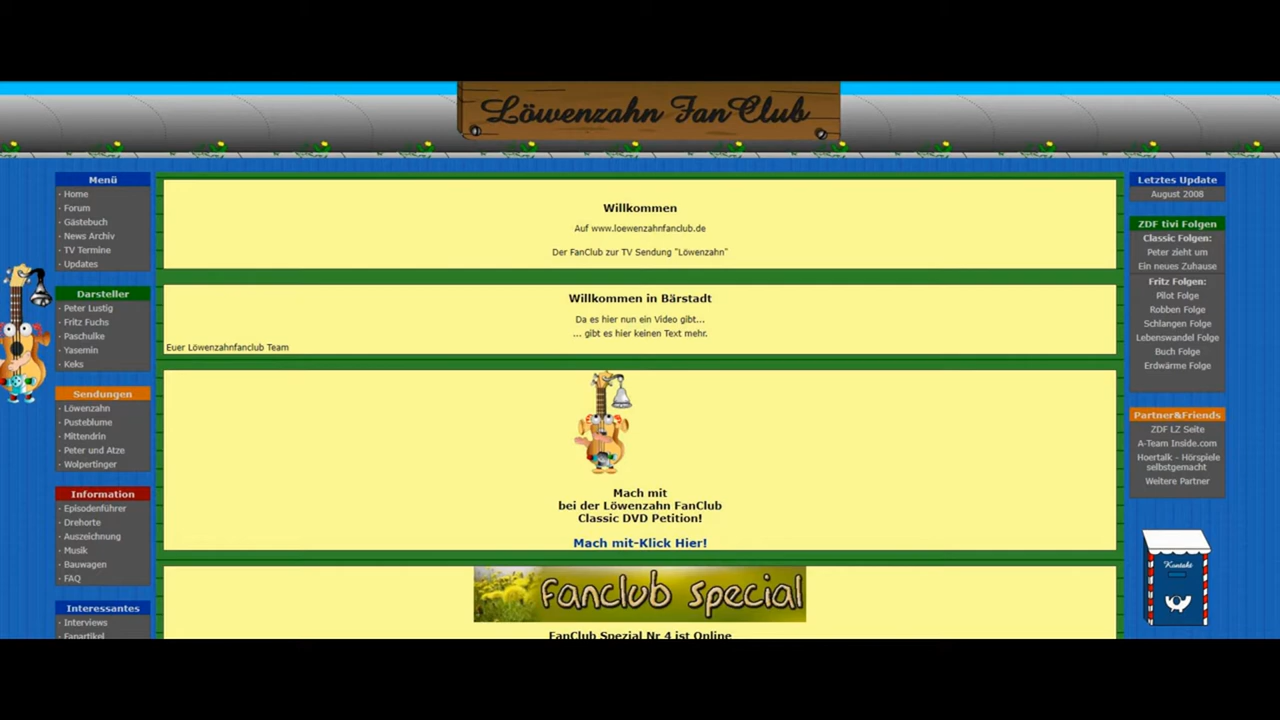 Löwenzahn FanClub
Menü
- Home
- Forum
- Gästebuch
- News Archiv
- TV Termine
- Updates
Darsteller
- Peter Lustig
- Fritz Fuchs
- Paschulke
- Yasemin
- Keks
Sendungen
- Löwenzahn
- Pusteblume
- Mittendrin
- Peter und Atze
- Wolpertinger
Information
- Episodenführer
- Drehorte
- Auszeichnung
- Musik
- Bauwagen
- FAQ
Interessantes
- Interviews
- Fanartikel
Willkommen
Auf www.loewenzahnfanclub.de
Der FanClub zur TV Sendung "Löwenzahn"
Willkommen in Bärstadt
Da es hier nun ein Video gibt...
... gibt es hier keinen Text mehr.
Euer Löwenzahnfanclub Team
Mach mit
bei der Löwenzahn FanClub
Classic DVD Petition!
Mach mit-Klick Hier!
fanclub special
FanClub Spezial Nr 4 ist Online
Letztes Update
August 2008
ZDF tivi Folgen
Classic Folgen:
Peter zieht um
Ein neues Zuhause
Fritz Folgen:
Pilot Folge
Robben Folge
Schlangen Folge
Lebenswandel Folge
Buch Folge
Erdwärme Folge
Partner&Friends
ZDF LZ Seite
A-Team Inside.com
Hoertalk - Hörspiele
selbstgemacht
Weitere Partner
Kontakt